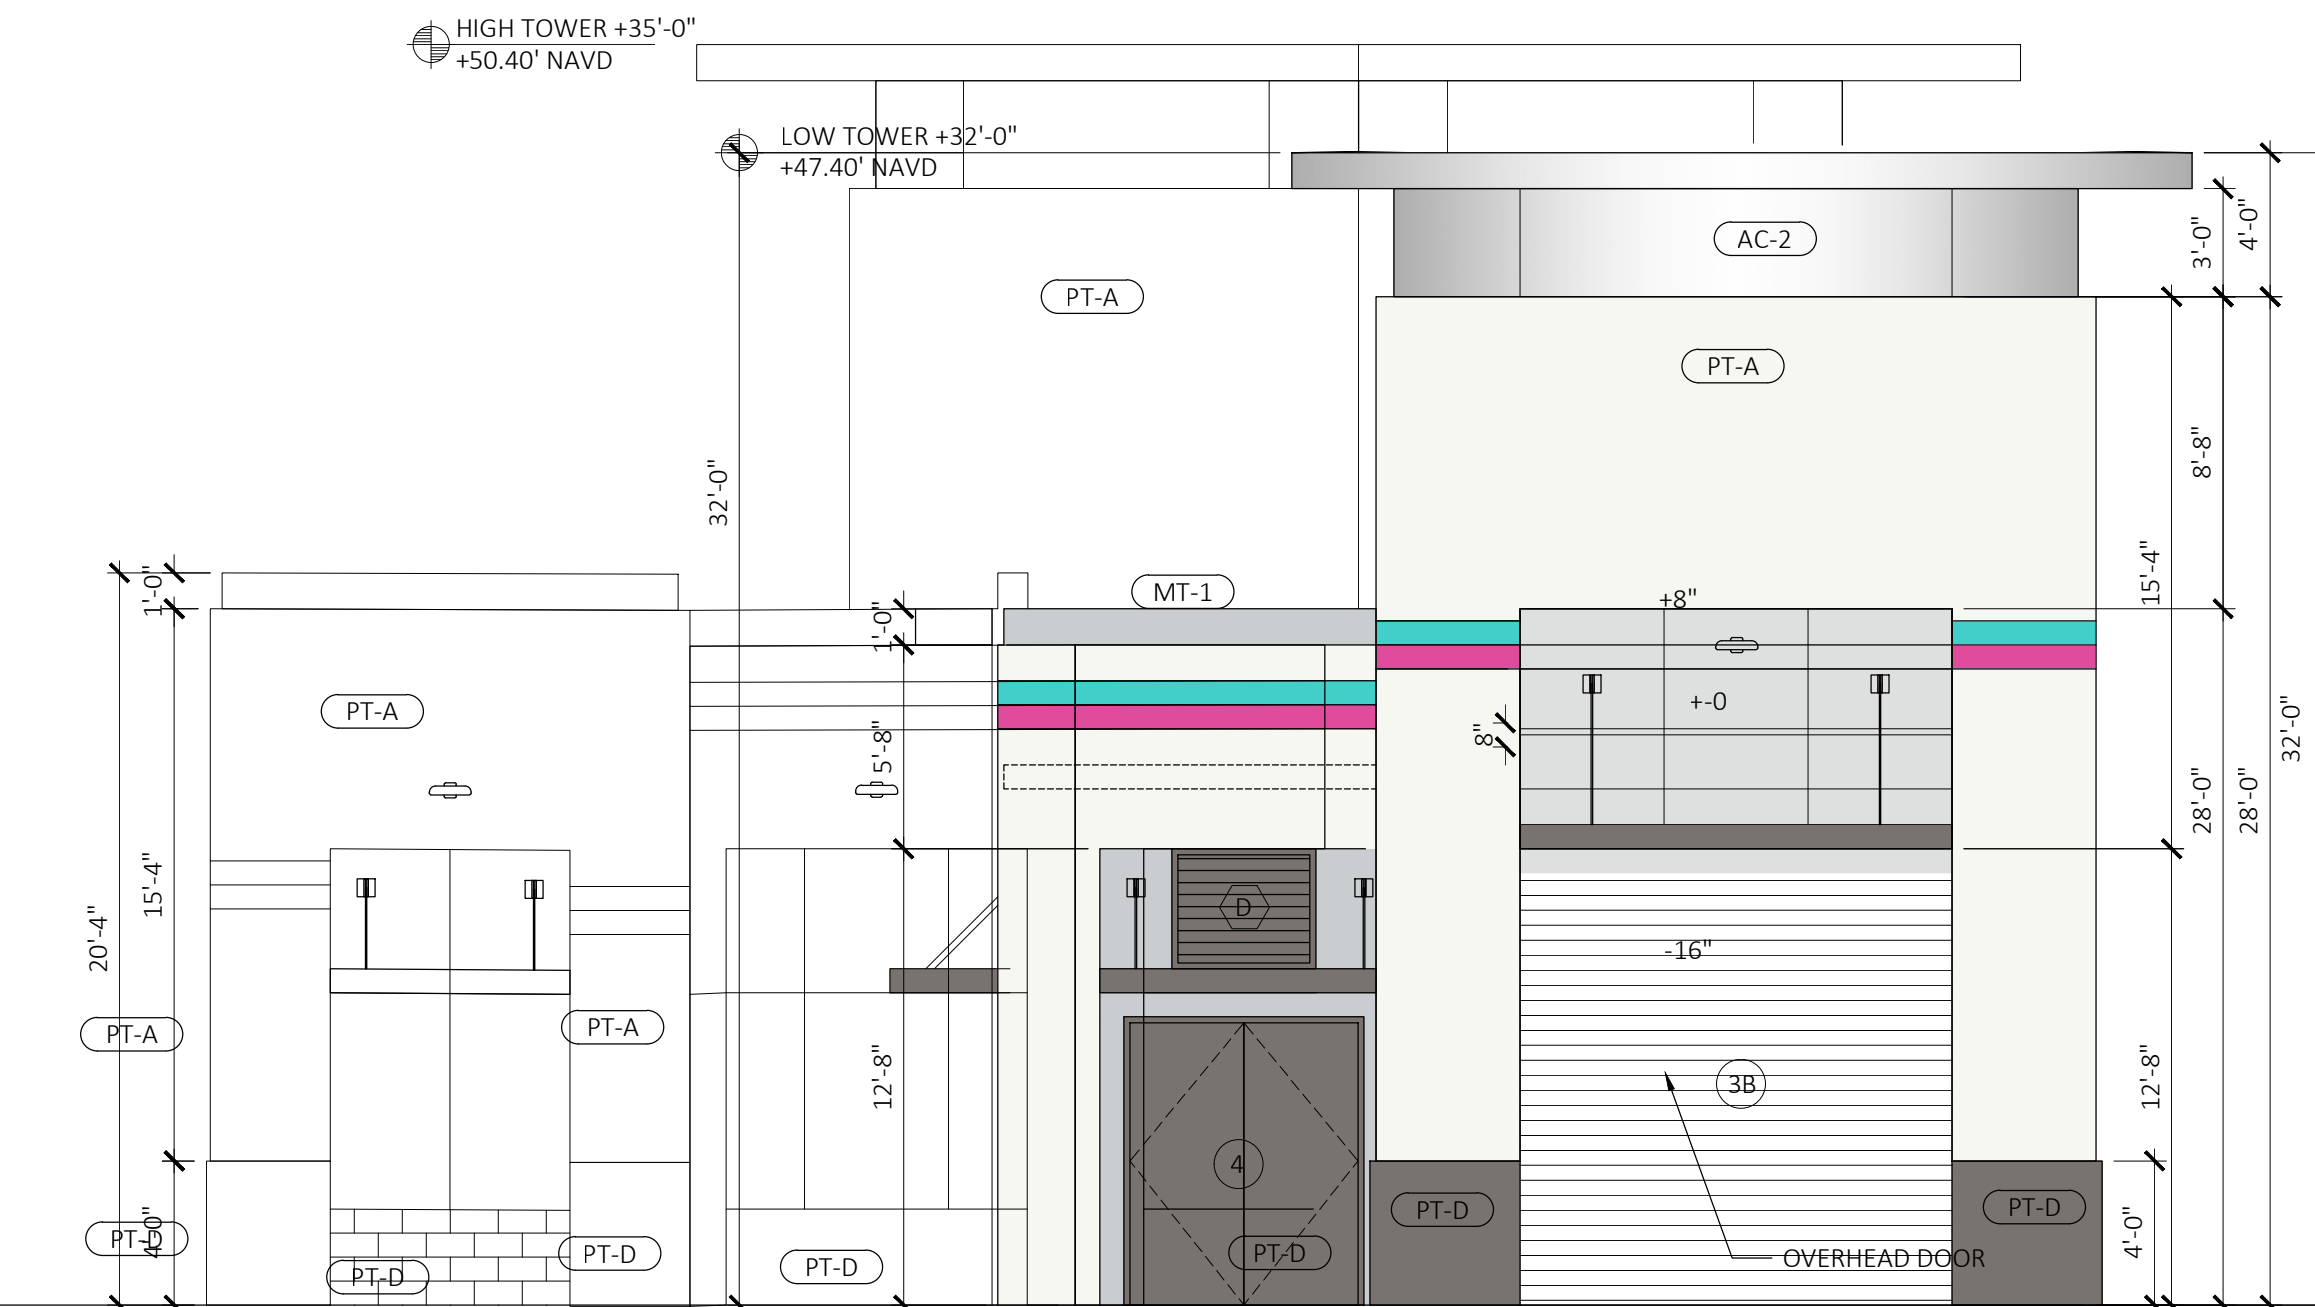 HIGH TOWER +35'-0"
+50.40' NAVD
LOW TOWER +32'-0"
+47.40' NAVD
AC-2
3'-0"
4'-0"
PT-A
PT-A
8'-8"
32'-0"
15'-4"
1'-0"
MT-1
+8"
1'-0"
PT-A
+-0
8"
5'-8"
32'-0"
28'-0"
28'-0"
15'-4"
20'-4"
D
-16"
PT-A
PT-A
12'-8"
3B
12'-8"
4
PT-D
4'-0"
PT-D
PT-D
PT-D
PT-D
PT-D
PT-D
PT-D
4'-0"
OVERHEAD DOOR